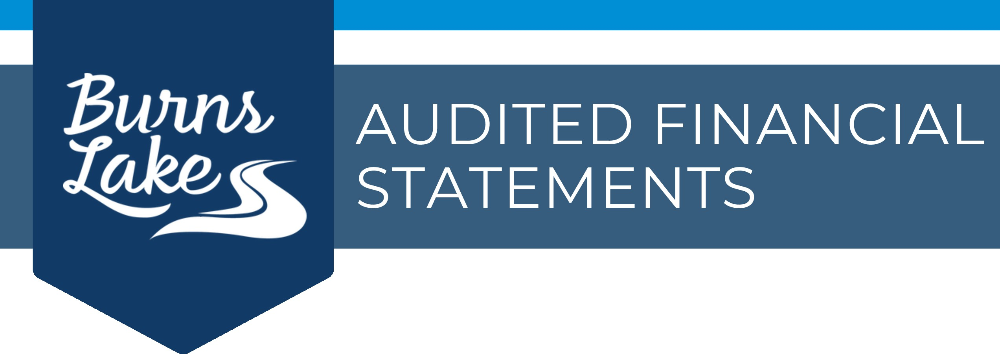 Burns
Lake
AUDITED FINANCIAL
STATEMENTS